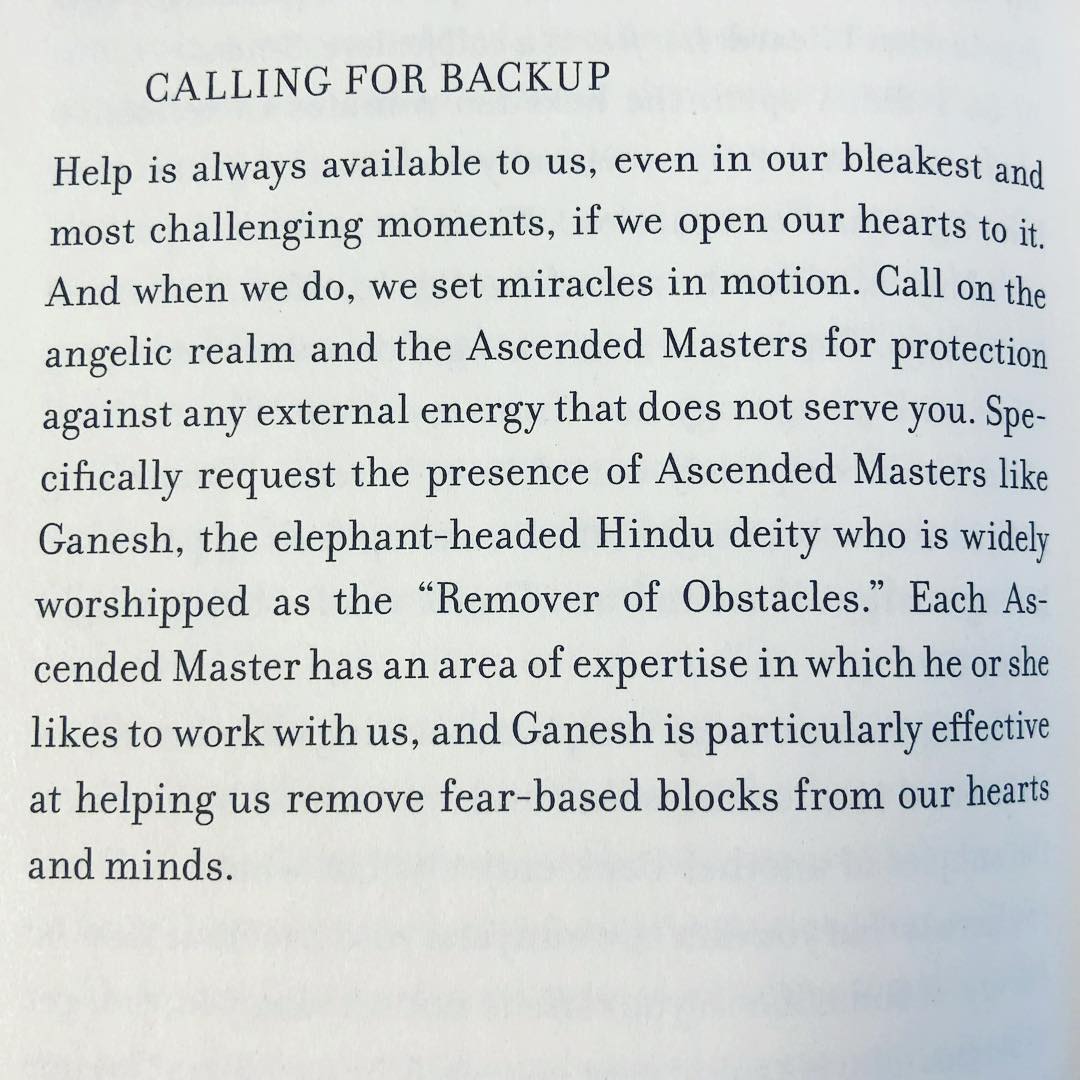 CALLING FOR BACKUP
Help is always available to us, even in our bleakest and
most challenging moments, if we open our hearts to it.
And when we do, we set miracles in motion. Call on the
angelic realm and the Ascended Masters for protection
against any external energy that does not serve you. Spe-
cifically request the presence of Ascended Masters like
Ganesh, the elephant-headed Hindu deity who is widely
worshipped as the “Remover of Obstacles.” Each As-
cended Master has an area of expertise in which he or she
likes to work with us, and Ganesh is particularly effective
at helping us remove fear-based blocks from our hearts
and minds.